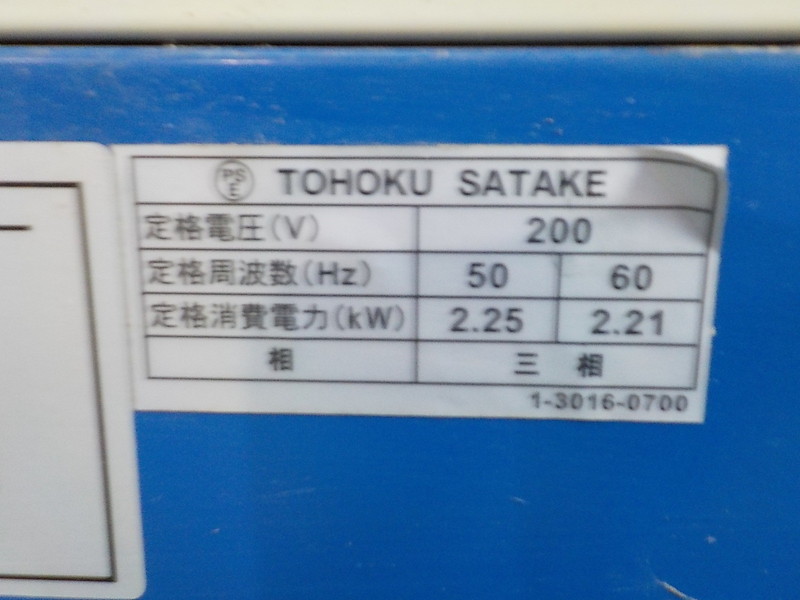 PSE TOHOKU SATAKE
定格電圧(V) 200
定格周波数(Hz) 50 60
定格消費電力(kW) 2.25 2.21
相 三 相
1-3016-0700